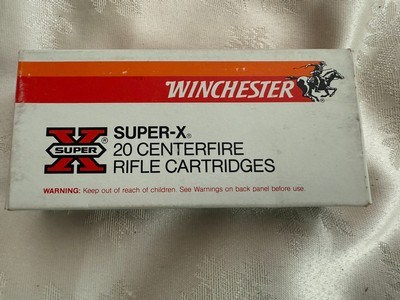 WINCHESTER
X
SUPER
®
SUPER-X®
20 CENTERFIRE
RIFLE CARTRIDGES
WARNING: Keep out of reach of children. See Warnings on back panel before use.